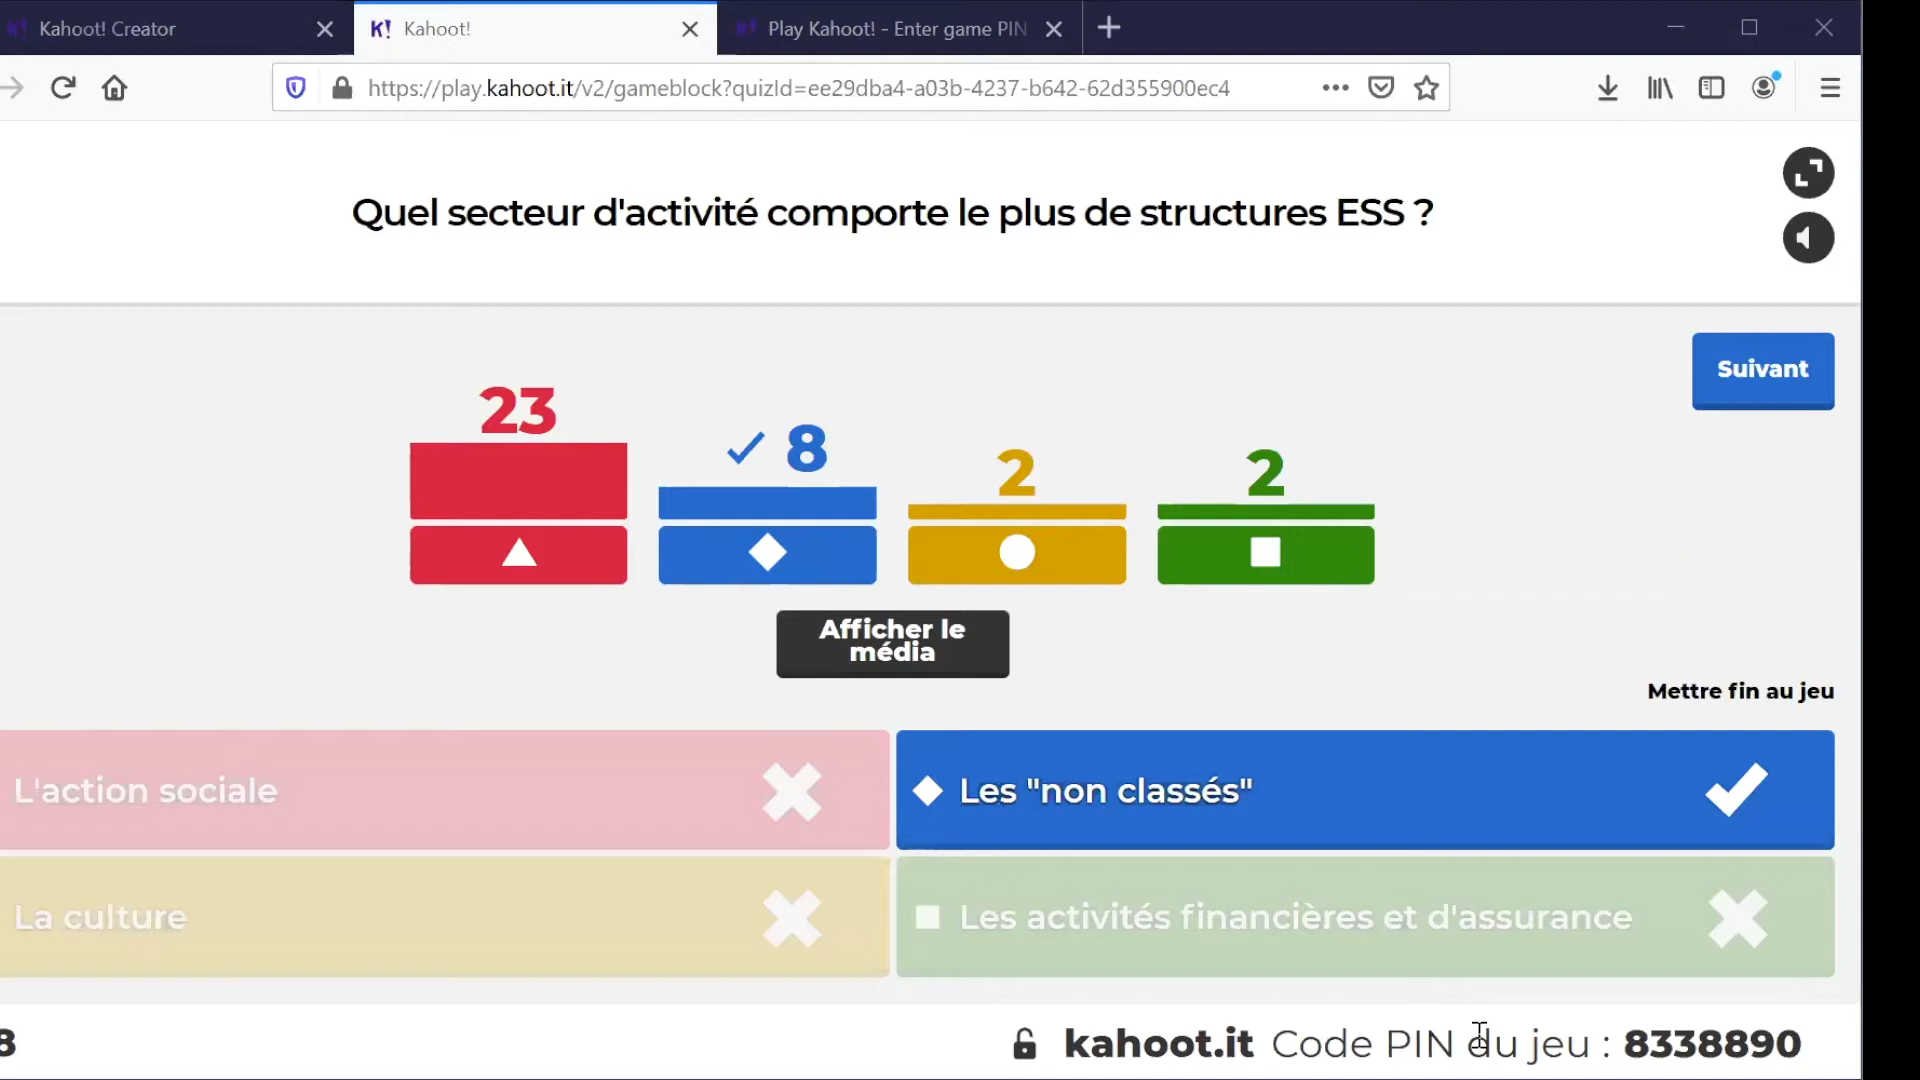 Kahoot! Creator
K! Kahoot!
Play Kahoot! - Enter game PIN
https://play.kahoot.it/v2/gameblock?quizId=ee29dba4-a03b-4237-b642-62d355900ec4
Quel secteur d'activité comporte le plus de structures ESS ?
Suivant
23
8
2
2
Afficher le
média
Mettre fin au jeu
L'action sociale
Les "non classés"
La culture
Les activités financières et d'assurance
8
kahoot.it Code PIN du jeu : 8338890